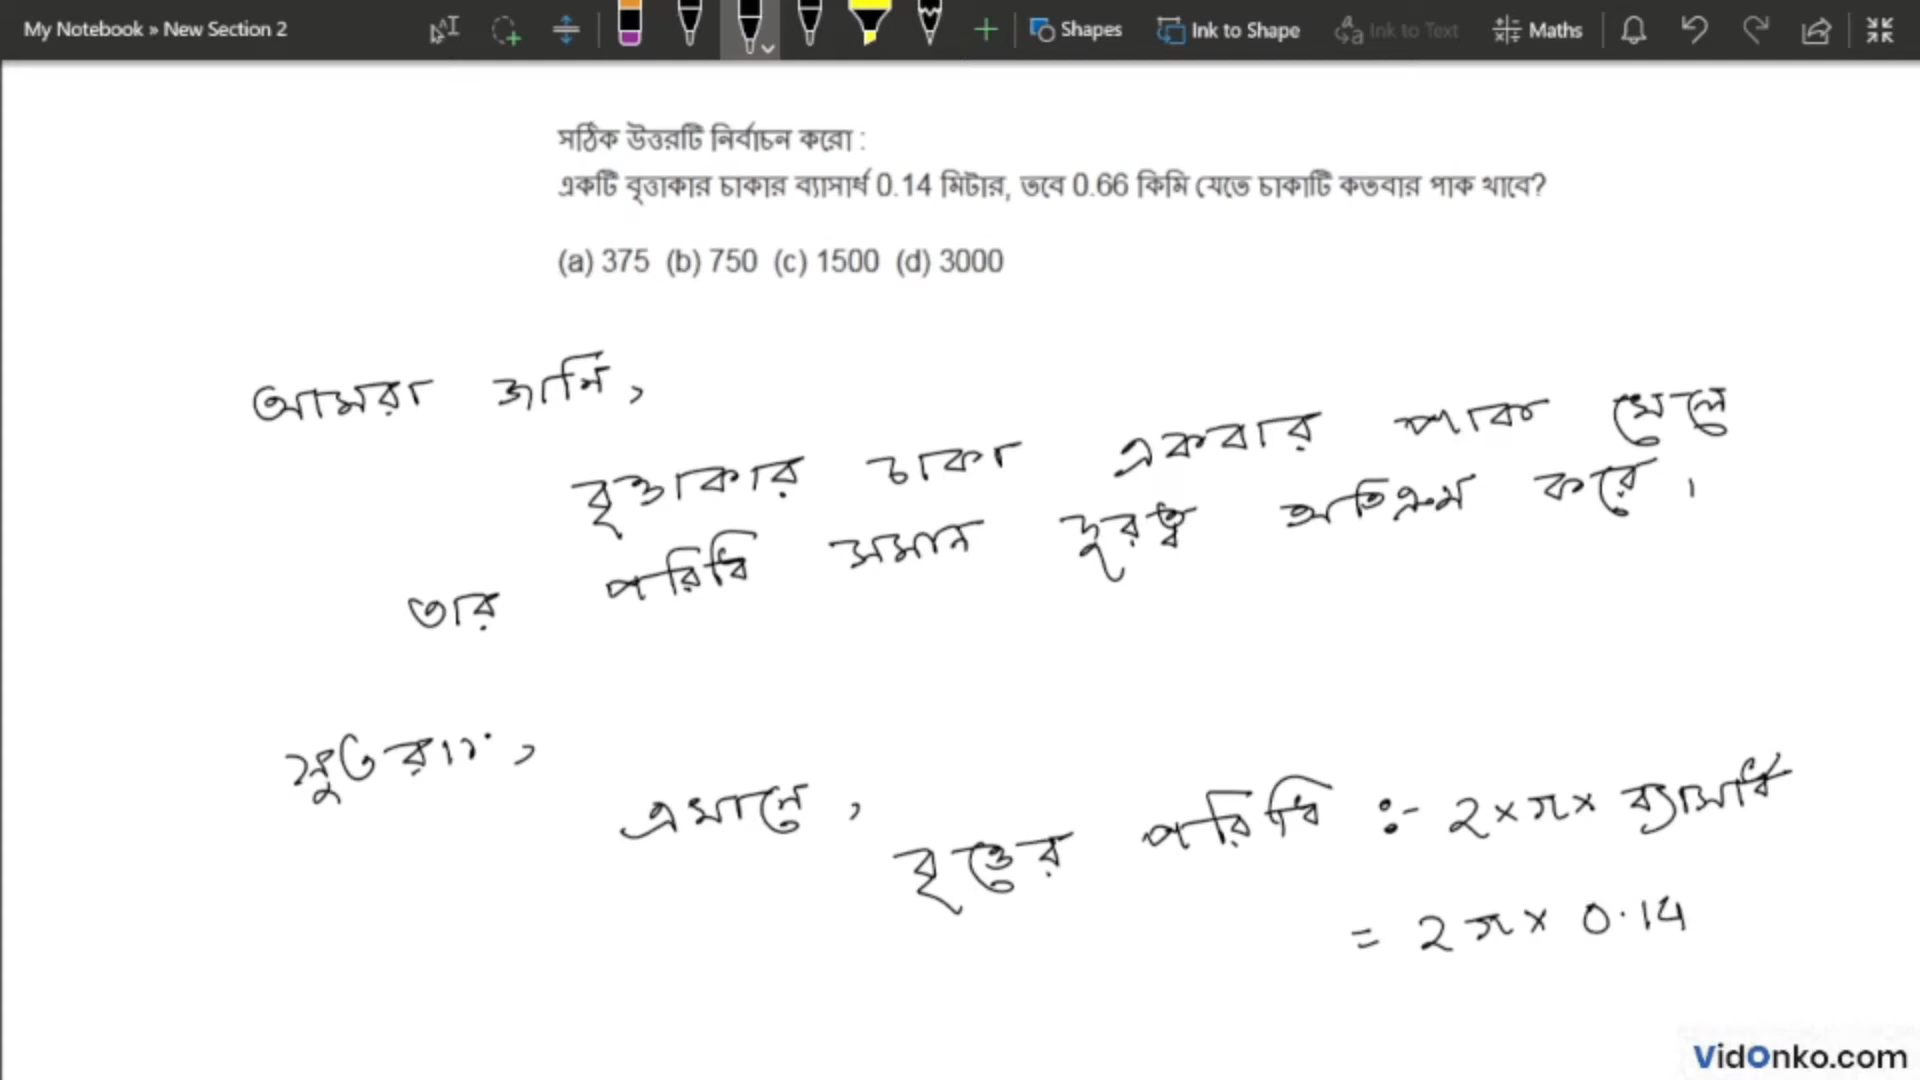 My Notebook » New Section 2 Shapes Ink to Shape Ink to Text Maths
সঠিক উত্তরটি নির্বাচন করো :
একটি বৃত্তাকার চাকার ব্যাসার্ধ 0.14 মিটার, তবে 0.66 কিমি যেতে চাকাটি কতবার পাক খাবে?
(a) 375 (b) 750 (c) 1500 (d) 3000
আমরা জানি,
বৃত্তাকার চাকা একবার পাক খেলে
তার পরিধি সমান দূরত্ব অতিক্রম করে ।
সুতরাং,
এখানে, বৃত্তের পরিধি :- 2 × π × ব্যাসার্ধ
= 2 π × 0.14
VidOnko.com